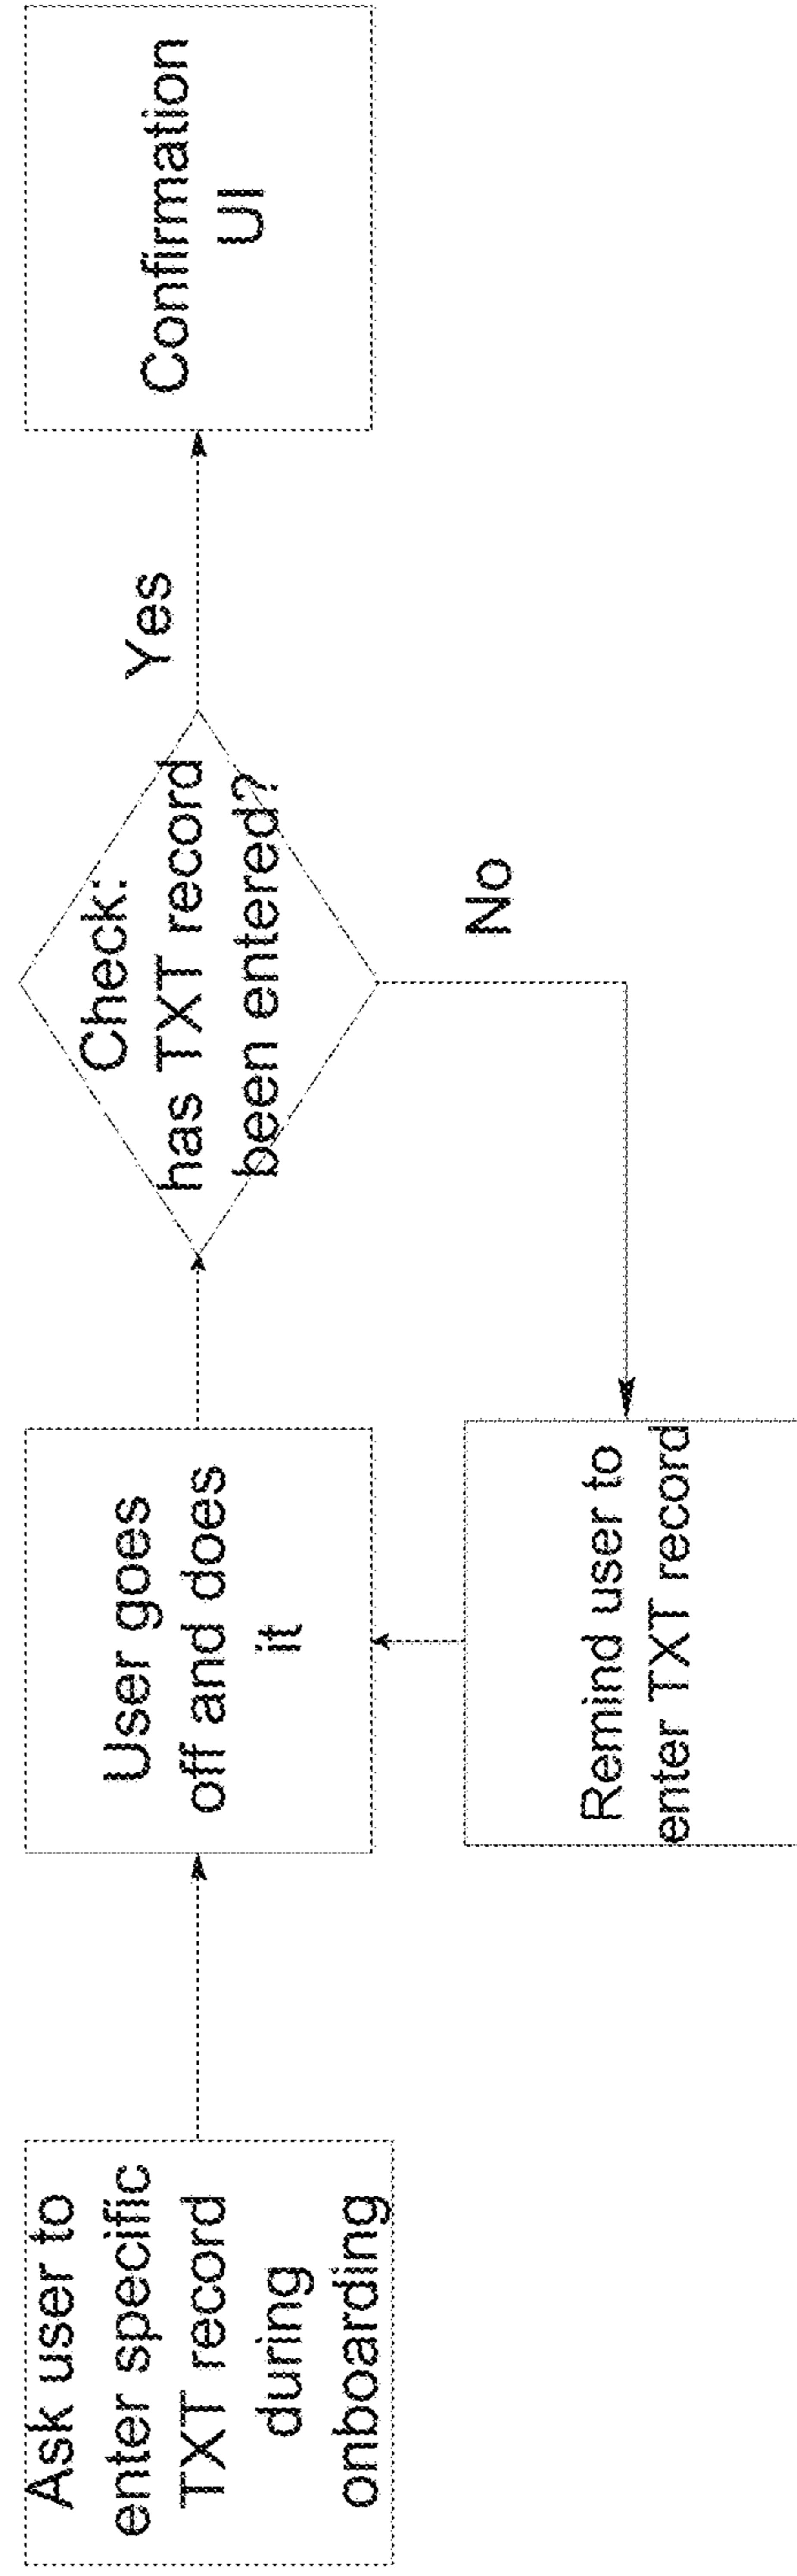 Ask user to
enter specific
TXT record
during
onboarding
User goes
off and does
it
Check:
has TXT record
been entered?
Yes
Confirmation
UI
No
Remind user to
enter TXT record